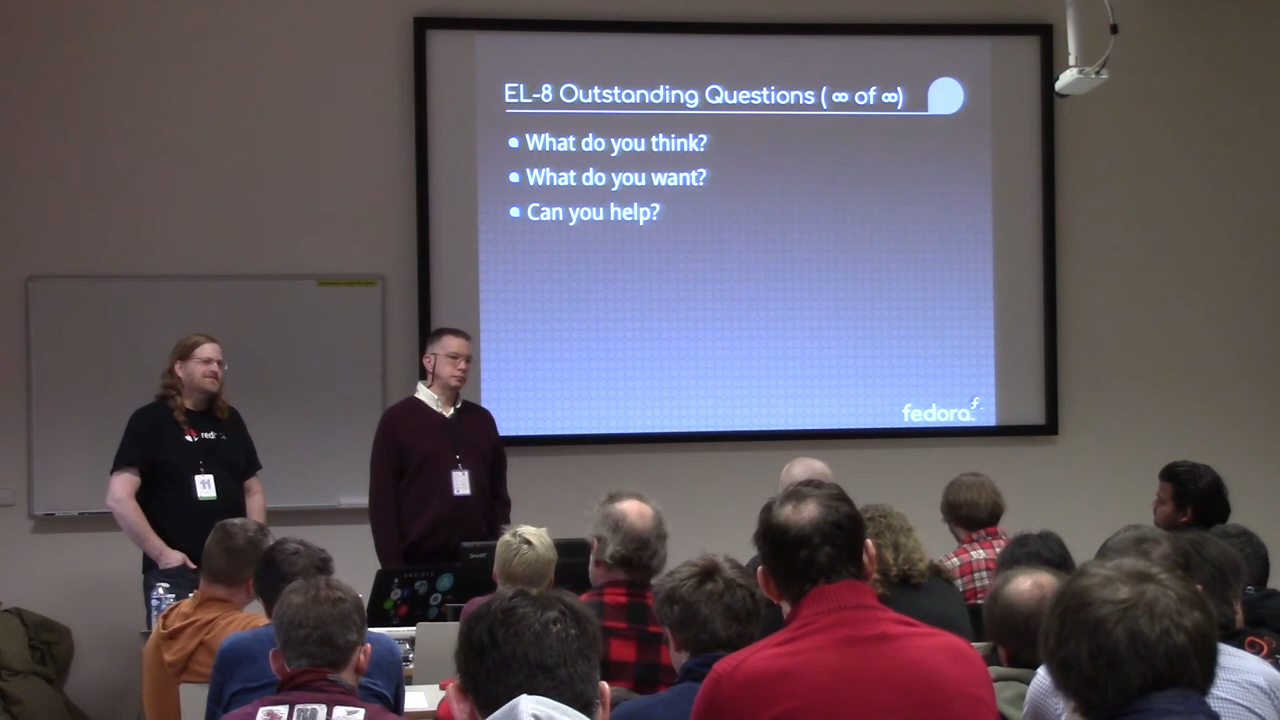 EL-8 Outstanding Questions ( ∞ of ∞)
What do you think?
What do you want?
Can you help?
fedora